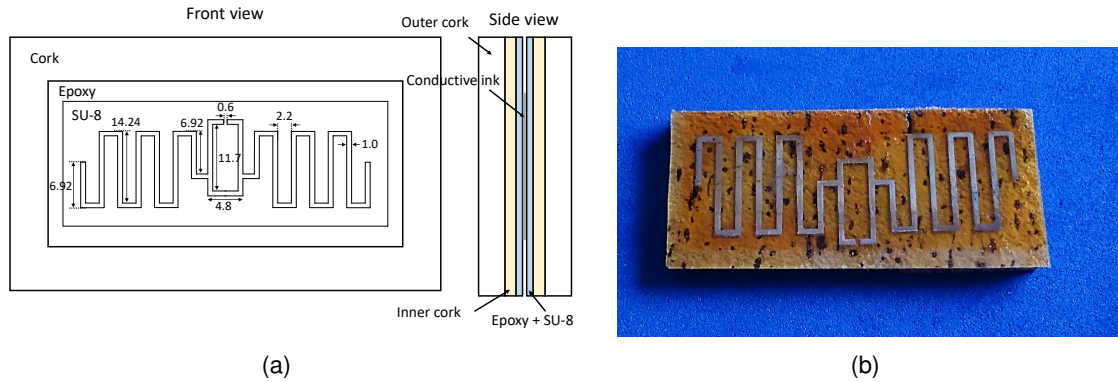 Front view
Cork
Epoxy
SU-8
14.24
6.92
0.6
2.2
11.7
1.0
6.92
4.8
Side view
Outer cork
Conductive ink
Inner cork
Epoxy + SU-8
(a)
(b)